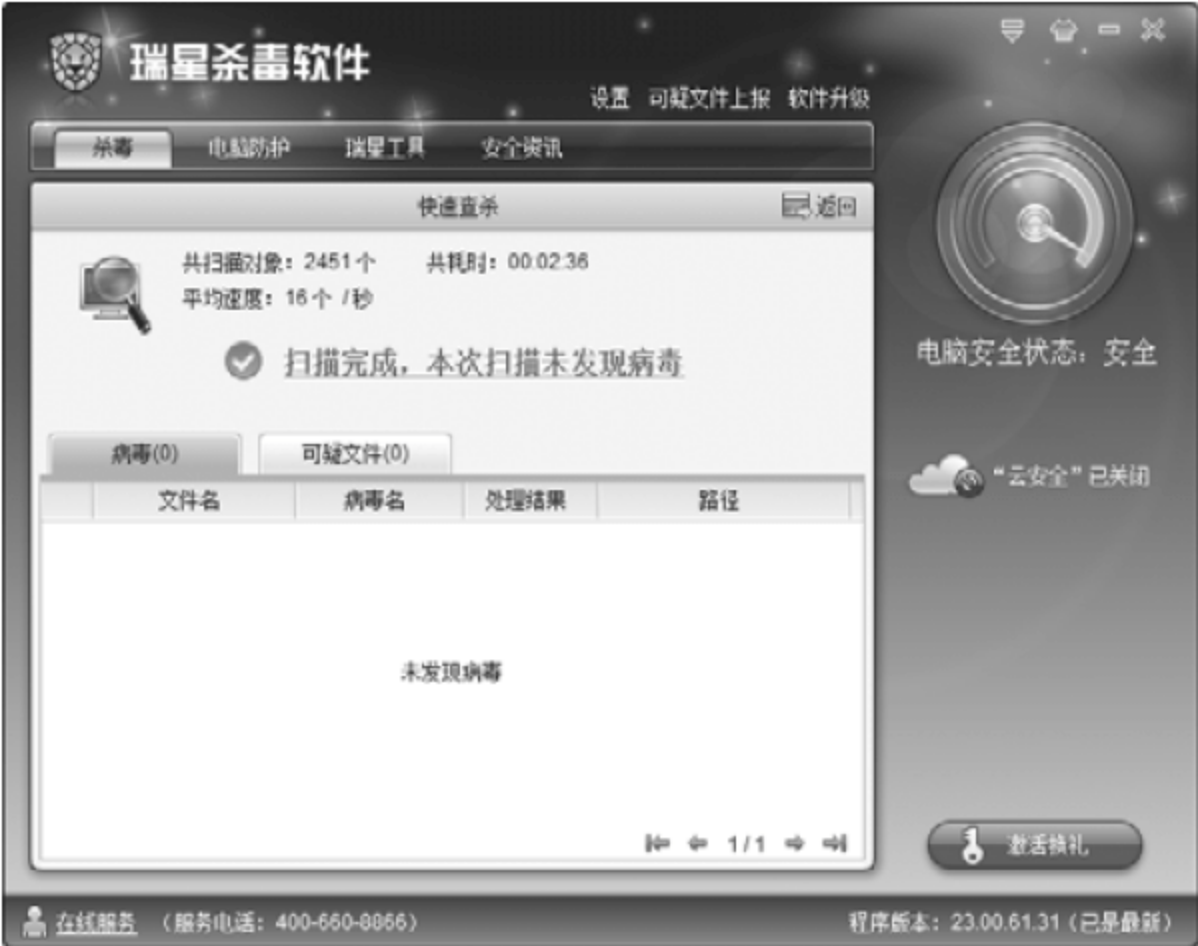 瑞星杀毒软件
设置 可疑文件上报 软件升级
杀毒 电脑防护 瑞星工具 安全资讯
快速查杀 返回
共扫描对象：2451个 共耗时：00:02:36
平均速度：16个 /秒
扫描完成，本次扫描未发现病毒
电脑安全状态：安全
病毒(0) 可疑文件(0)
“云安全”已关闭
文件名 病毒名 处理结果 路径
未发现病毒
1/1
激活换礼
在线服务 （服务电话：400-660-8866）
程序版本：23.00.61.31（已是最新）